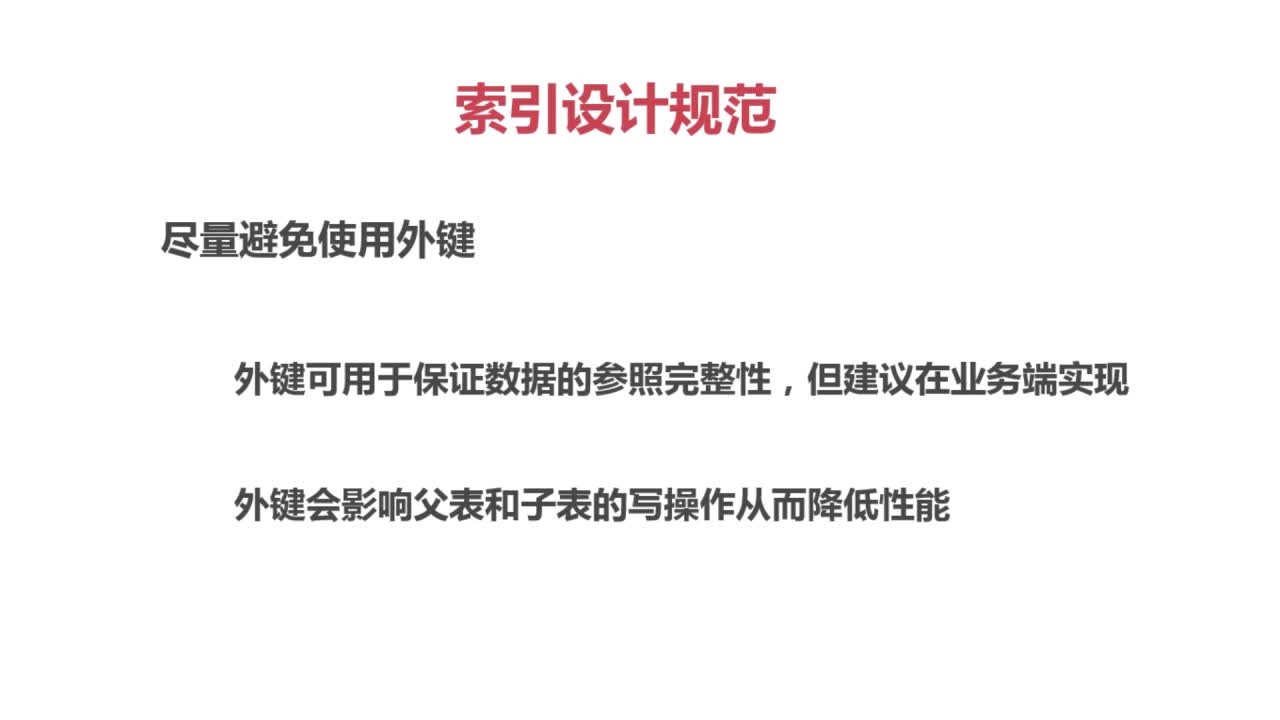 索引设计规范
尽量避免使用外键
外键可用于保证数据的参照完整性，但建议在业务端实现
外键会影响父表和子表的写操作从而降低性能